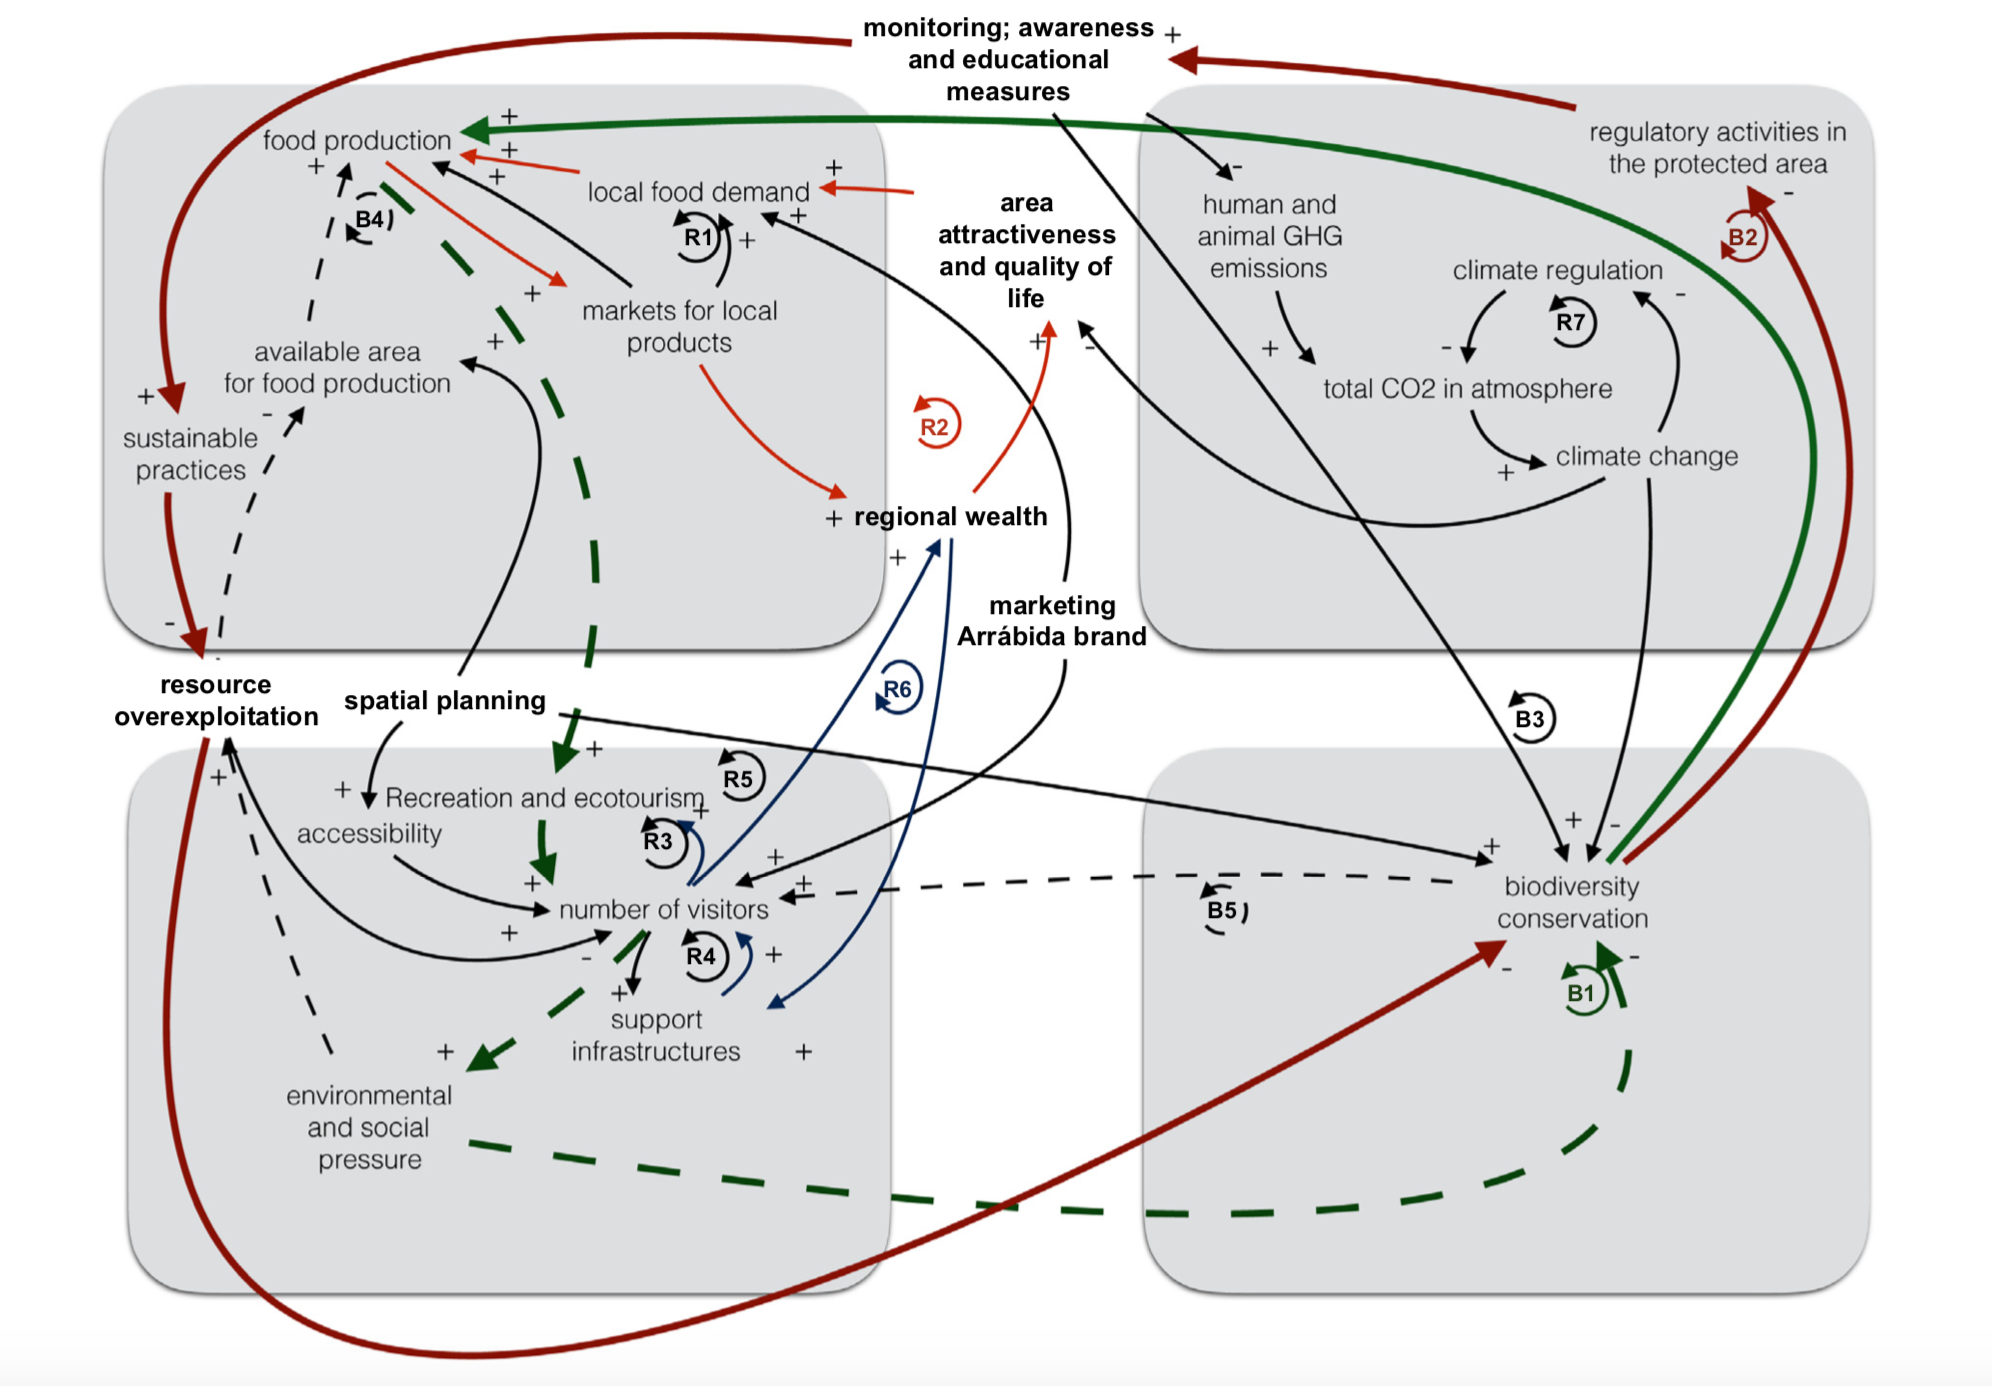 monitoring; awareness
and educational
measures
+
food production
+
+
+
+
local food demand
+
+
+
R1
B4)
markets for local
products
+
available area
for food production
+
-
+
sustainable
practices
-
area
attractiveness
and quality of
life
+
-
R2
+
regional wealth
+
marketing
Arrábida brand
R6
regulatory activities in
the protected area
-
B2
-
human and
animal GHG
emissions
climate regulation
-
R7
+
-
total CO2 in atmosphere
+
climate change
resource
overexploitation
spatial planning
+
+
+
Recreation and ecotourism
+
accessibility
R5
R3
+
+
+
number of visitors
+
-
R4
+
+
support
infrastructures
+
+
environmental
and social
pressure
B3
+
-
+
biodiversity
conservation
B5)
-
-
B1